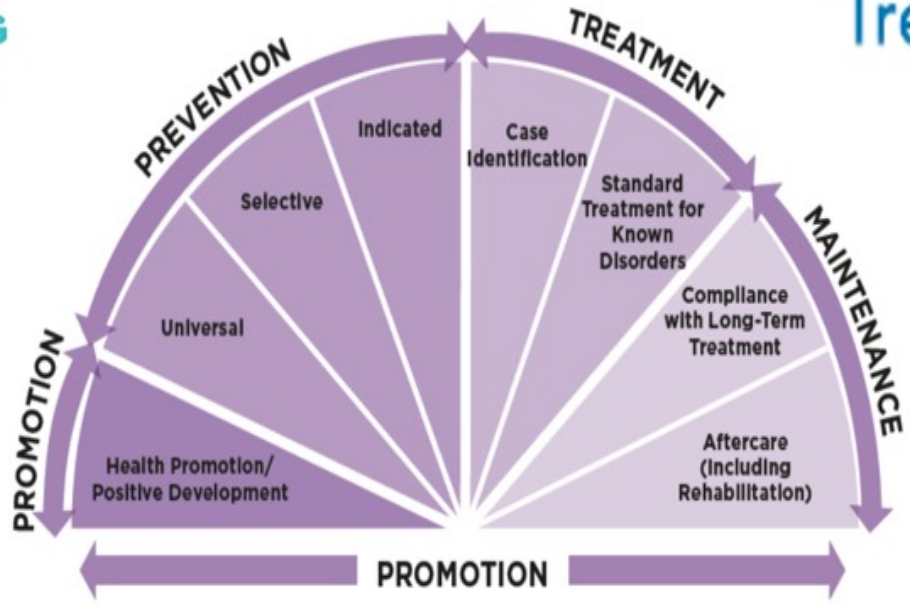 G
Tre
PREVENTION
TREATMENT
MAINTENANCE
PROMOTION
Indicated
Case
Identification
Selective
Standard
Treatment for
Known
Disorders
Universal
Compliance
with Long-Term
Treatment
Health Promotion/
Positive Development
Aftercare
(Including
Rehabilitation)
PROMOTION